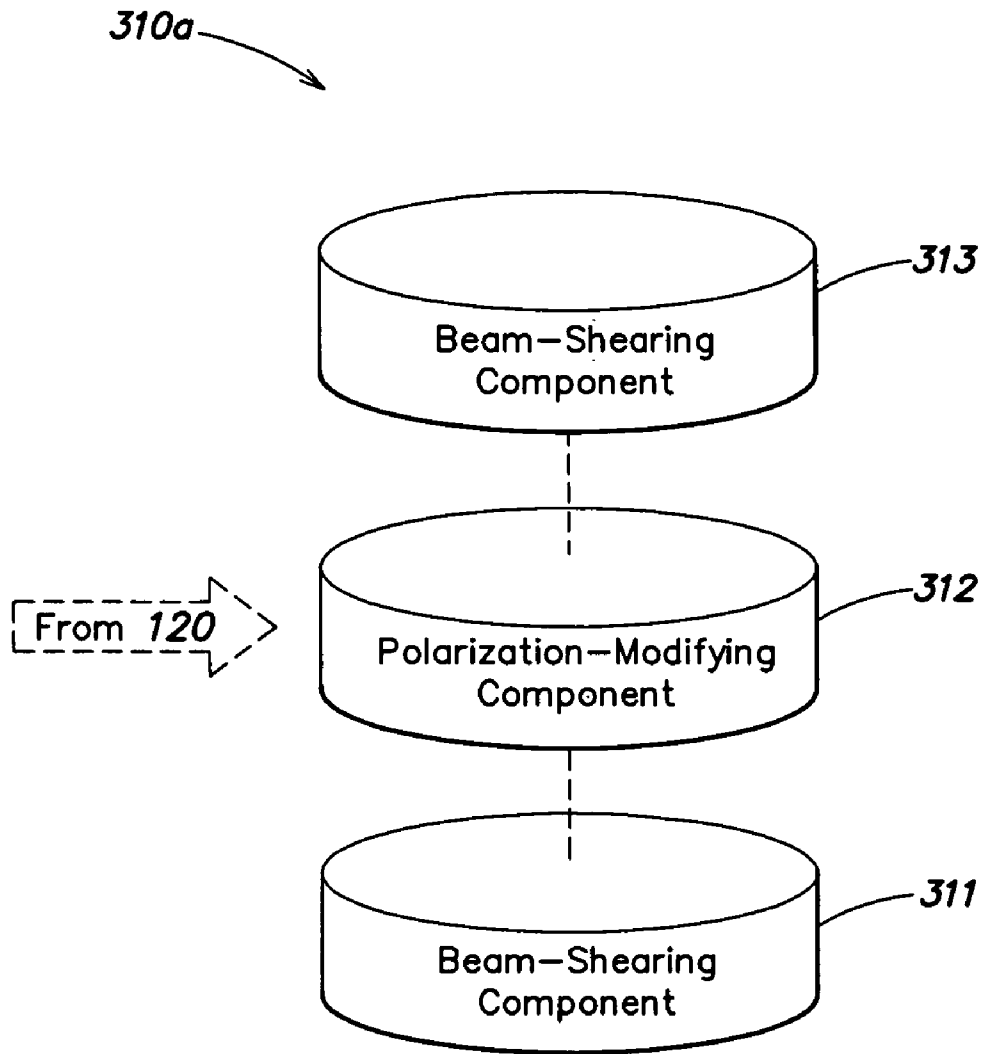 310a
313
Beam-Shearing
Component
312
From 120
Polarization-Modifying
Component
311
Beam-Shearing
Component